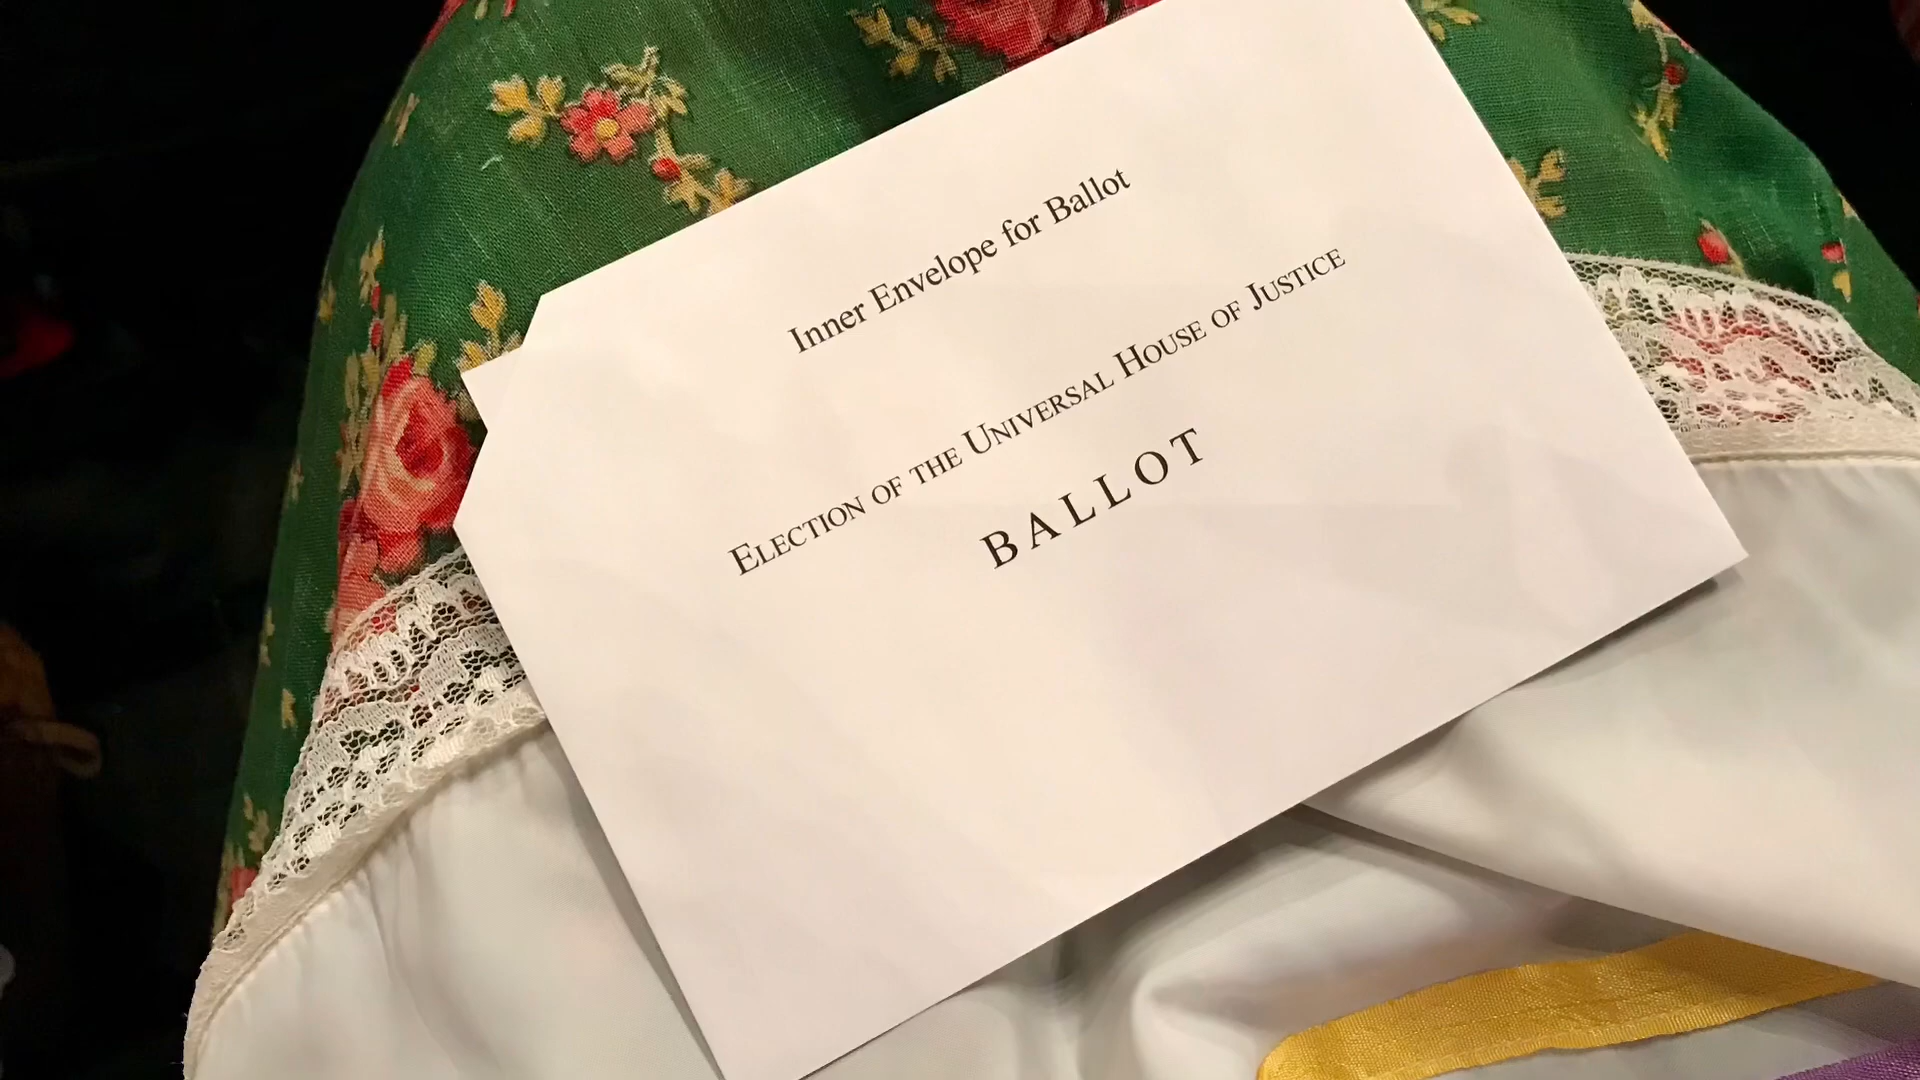 Inner Envelope for Ballot
Election of the Universal House of Justice
BALLOT